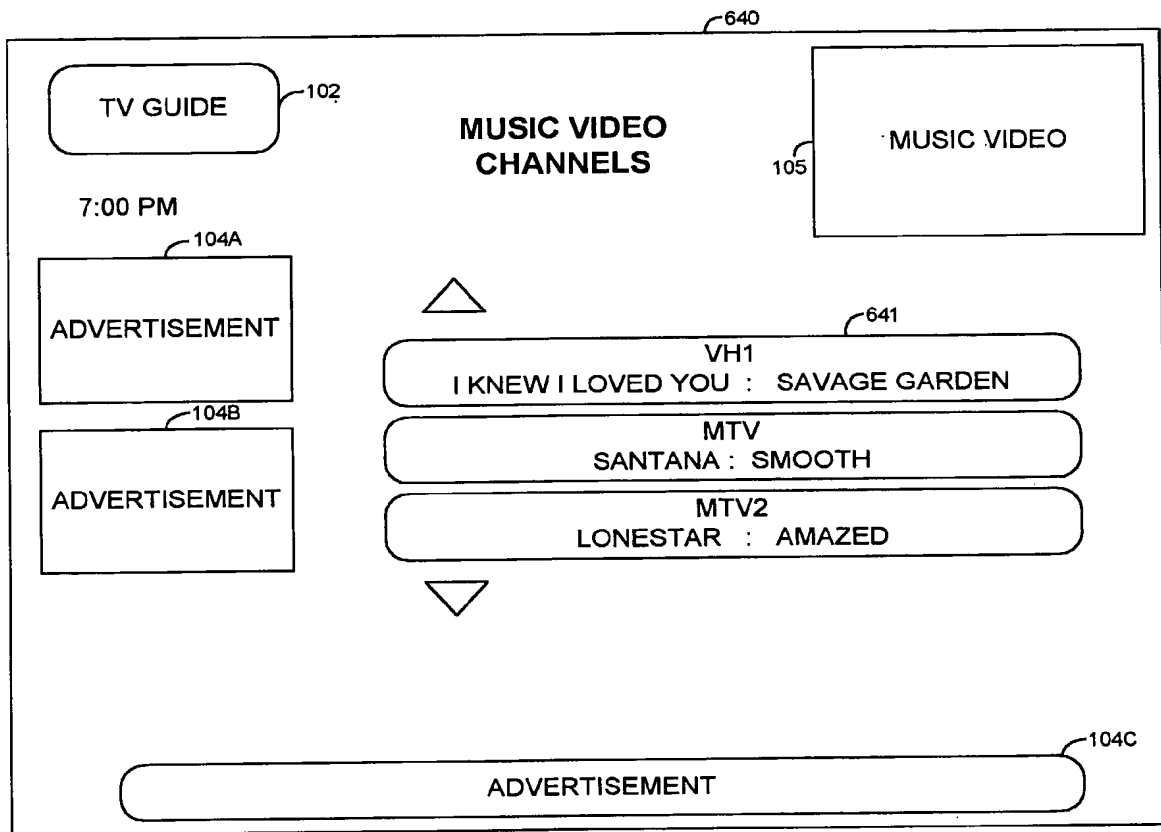 640
TV GUIDE
102
MUSIC VIDEO
CHANNELS
105
MUSIC VIDEO
7:00 PM
104A
ADVERTISEMENT
641
VH1
I KNEW I LOVED YOU : SAVAGE GARDEN
104B
ADVERTISEMENT
MTV
SANTANA : SMOOTH
MTV2
LONESTAR : AMAZED
104C
ADVERTISEMENT